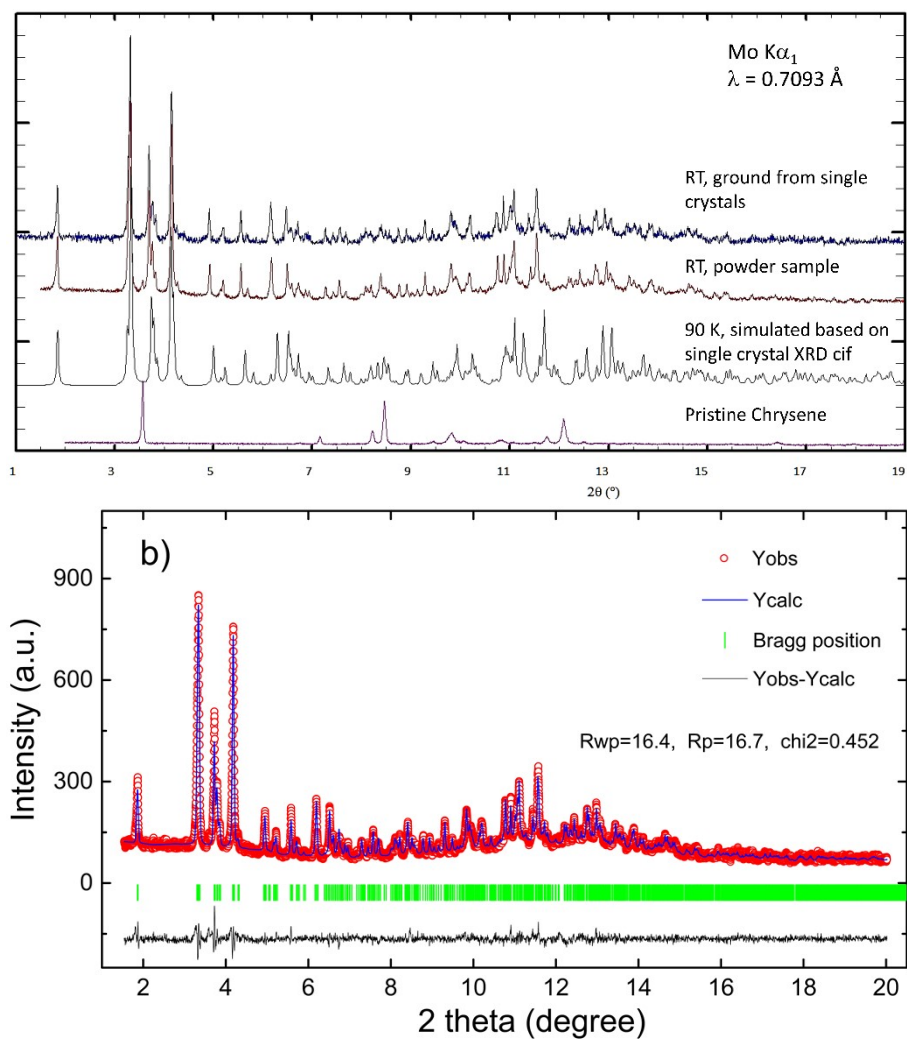 Mo Kα₁
λ = 0.7093 Å
RT, ground from single
crystals
RT, powder sample
90 K, simulated based on
single crystal XRD cif
Pristine Chrysene
1 3 5 7 9 11 13 15 17 19
2θ (°)
b)
Yobs
Ycalc
Bragg position
Yobs-Ycalc
Rwp=16.4, Rp=16.7, chi2=0.452
Intensity (a.u.)
900
600
300
0
2 4 6 8 10 12 14 16 18 20
2 theta (degree)